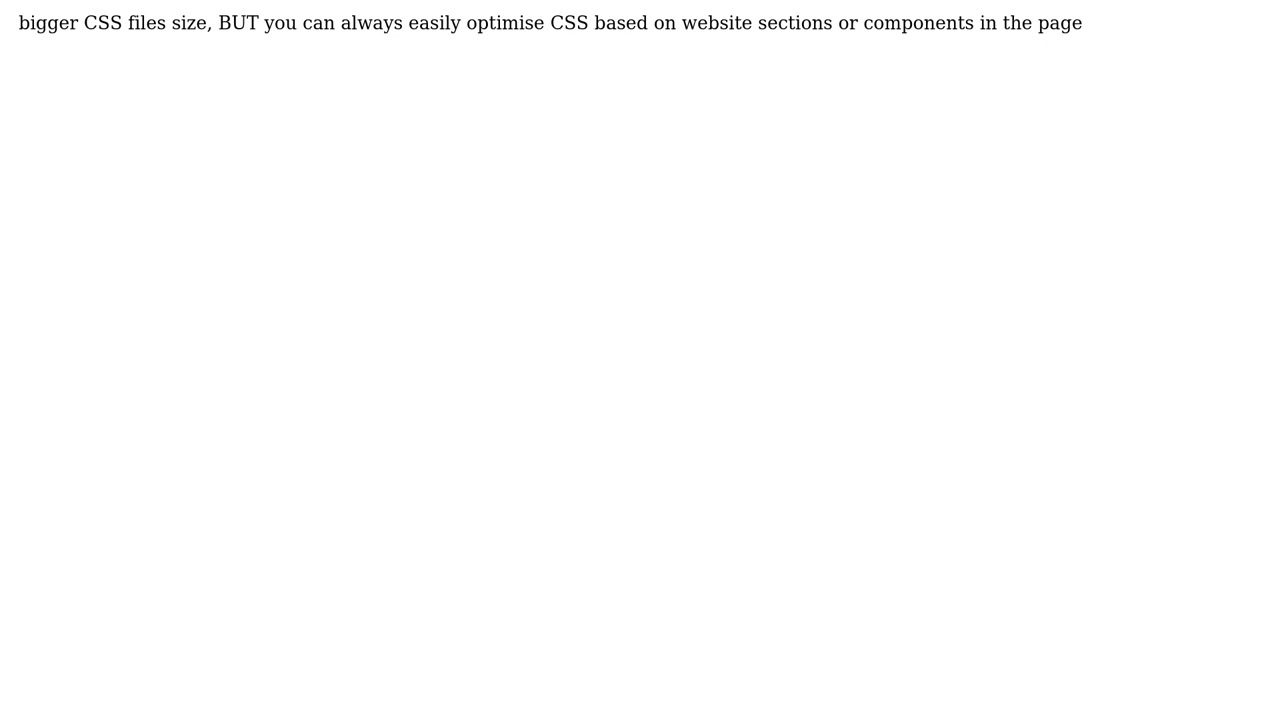 bigger CSS files size, BUT you can always easily optimise CSS based on website sections or components in the page